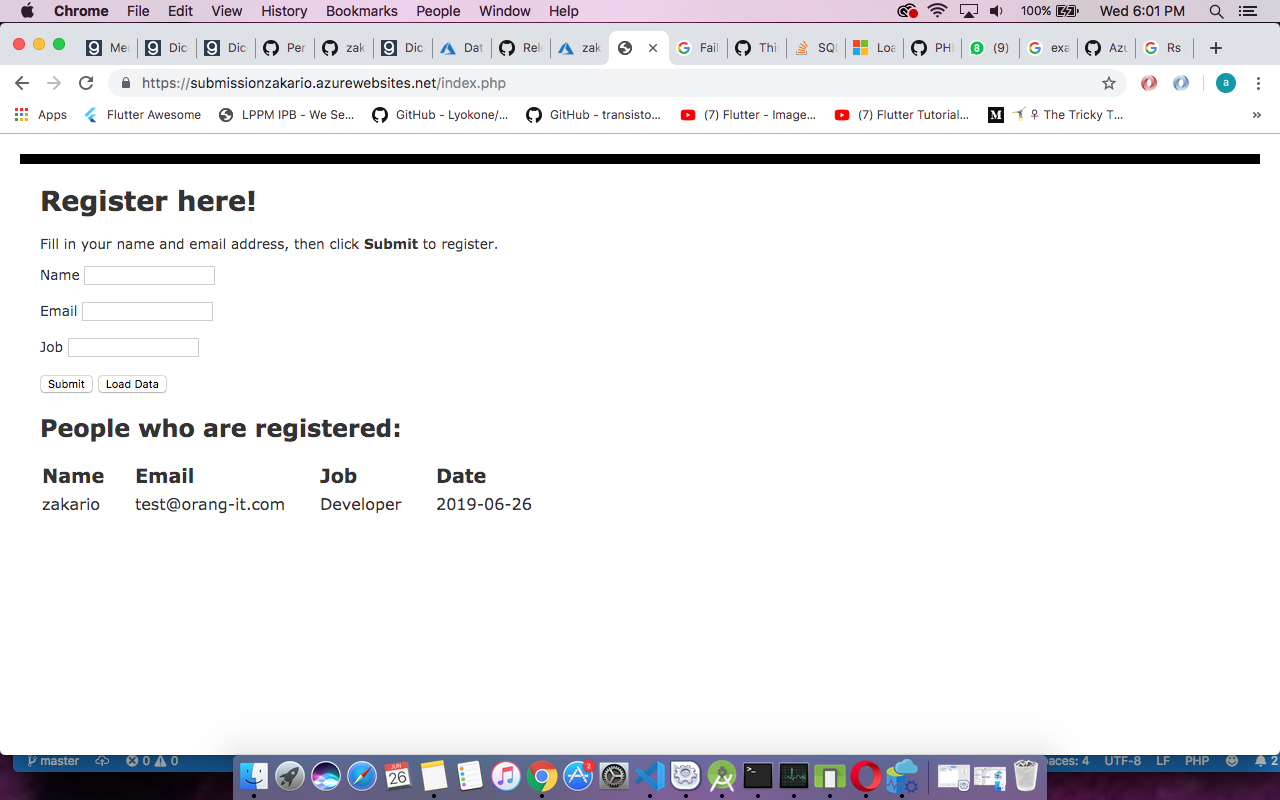 Chrome File Edit View History Bookmarks People Window Help 100% Wed 6:01 PM
Me Dic Dic Per zak Dic Dat Rel zak Fail Thi SQL Loa PH (9) exa Azu Rs
https://submissionzakario.azurewebsites.net/index.php a
Apps Flutter Awesome LPPM IPB - We Se... GitHub - Lyokone/... GitHub - transisto... (7) Flutter - Image... (7) Flutter Tutorial... The Tricky T... »
Register here!
Fill in your name and email address, then click Submit to register.
Name
Email
Job
Submit Load Data
People who are registered:
Name Email Job Date
zakario test@orang-it.com Developer 2019-06-26
master 0 0 paces: 4 UTF-8 LF PHP 2
JUN 26 2